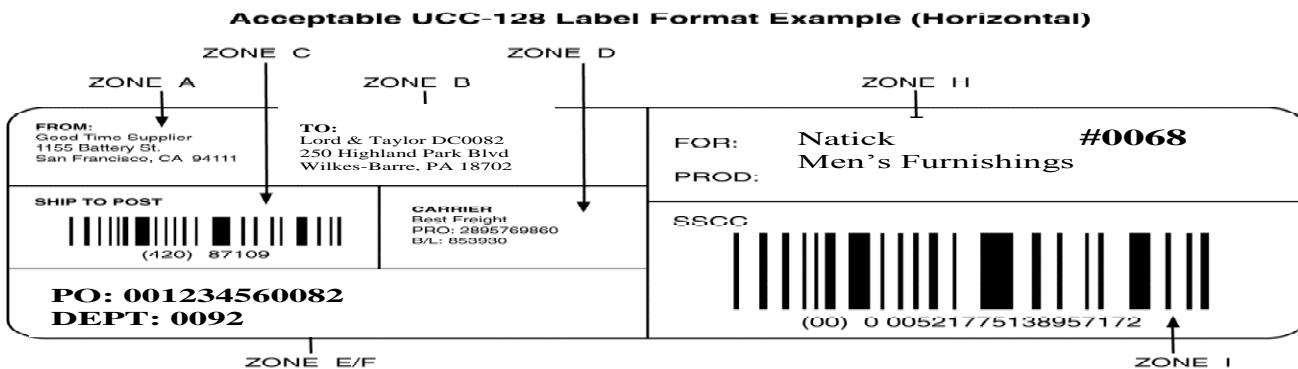 Acceptable UCC-128 Label Format Example (Horizontal)
ZONE C
ZONE D
ZONE A
ZONE B
ZONE H
FROM:
Good Time Supplier
1155 Battery St.
San Francisco, CA 94111
TO:
Lord & Taylor DC0082
250 Highland Park Blvd
Wilkes-Barre, PA 18702
FOR: Natick #0068
Men's Furnishings
PROD:
SHIP TO POST
(420) 87109
CARRIER
Best Freight
PRO: 2895769860
B/L: 853930
SSCC
(00) 0 0052177513895717​2
PO: 001234560082
DEPT: 0092
ZONE E/F
ZONE I